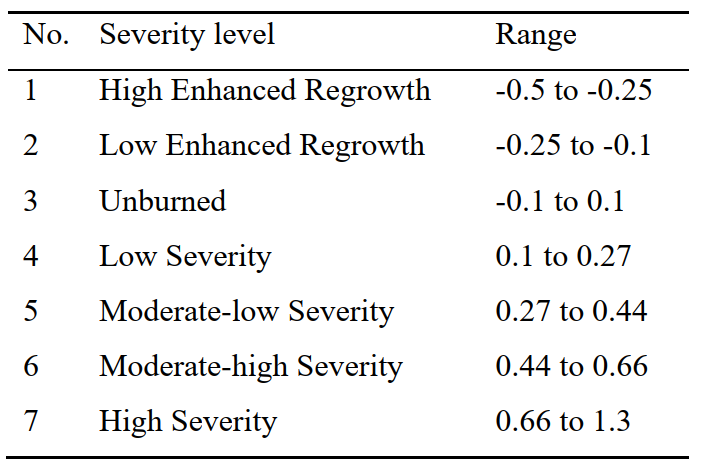 No. Severity level Range
1 High Enhanced Regrowth -0.5 to -0.25
2 Low Enhanced Regrowth -0.25 to -0.1
3 Unburned -0.1 to 0.1
4 Low Severity 0.1 to 0.27
5 Moderate-low Severity 0.27 to 0.44
6 Moderate-high Severity 0.44 to 0.66
7 High Severity 0.66 to 1.3